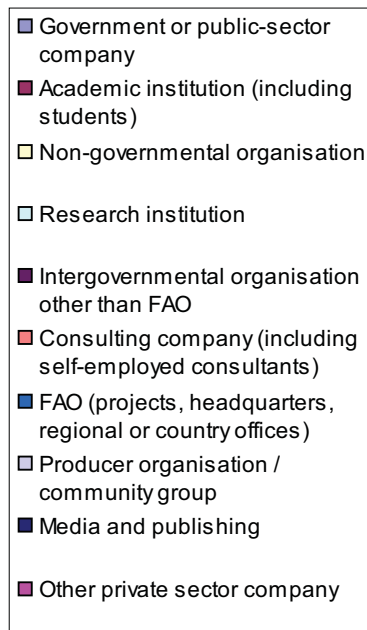 Government or public-sector
company
Academic institution (including
students)
Non-governmental organisation
Research institution
Intergovernmental organisation
other than FAO
Consulting company (including
self-employed consultants)
FAO (projects, headquarters,
regional or country offices)
Producer organisation /
community group
Media and publishing
Other private sector company